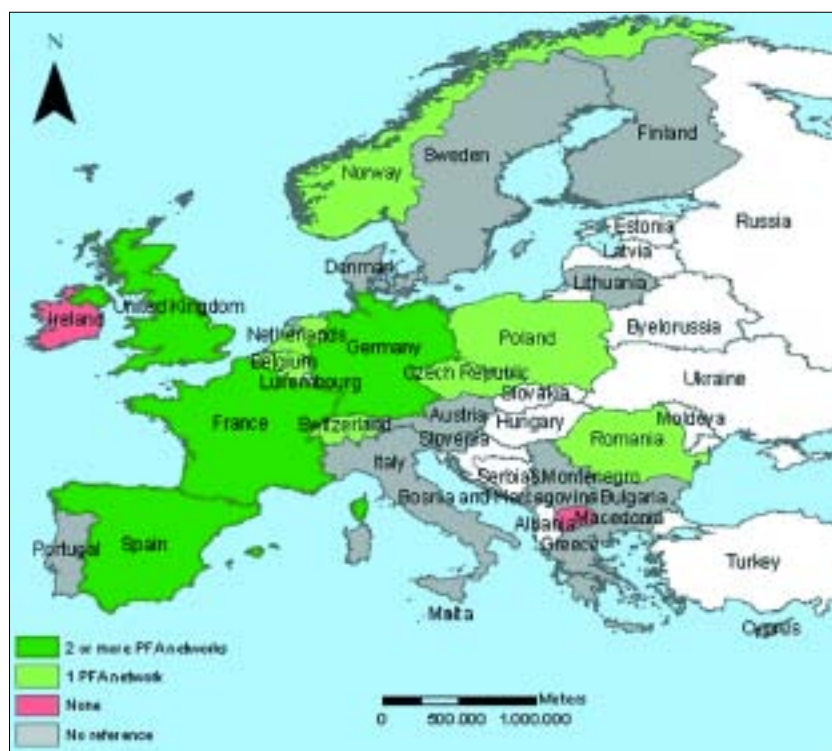 N
Finland
Sweden
Norway
Russia
Estonia
Latvia
Denmark
Lithuania
United Kingdom
Ireland
Netherlands
Byelorussia
Poland
Germany
Belgium
Czech Republic
Luxembourg
Slovakia
Ukraine
Austria
Hungary
Moldova
France
Switzerland
Slovenia
Romania
Italy
Serbia&Montenegro
Bosnia and Hercegovina
Bulgaria
Albania
Macedonia
Greece
Portugal
Spain
Turkey
Malta
Cyprus
2 or more PFA networks
1 PFA network
None
No reference
Meters
0 500.000 1.000.000